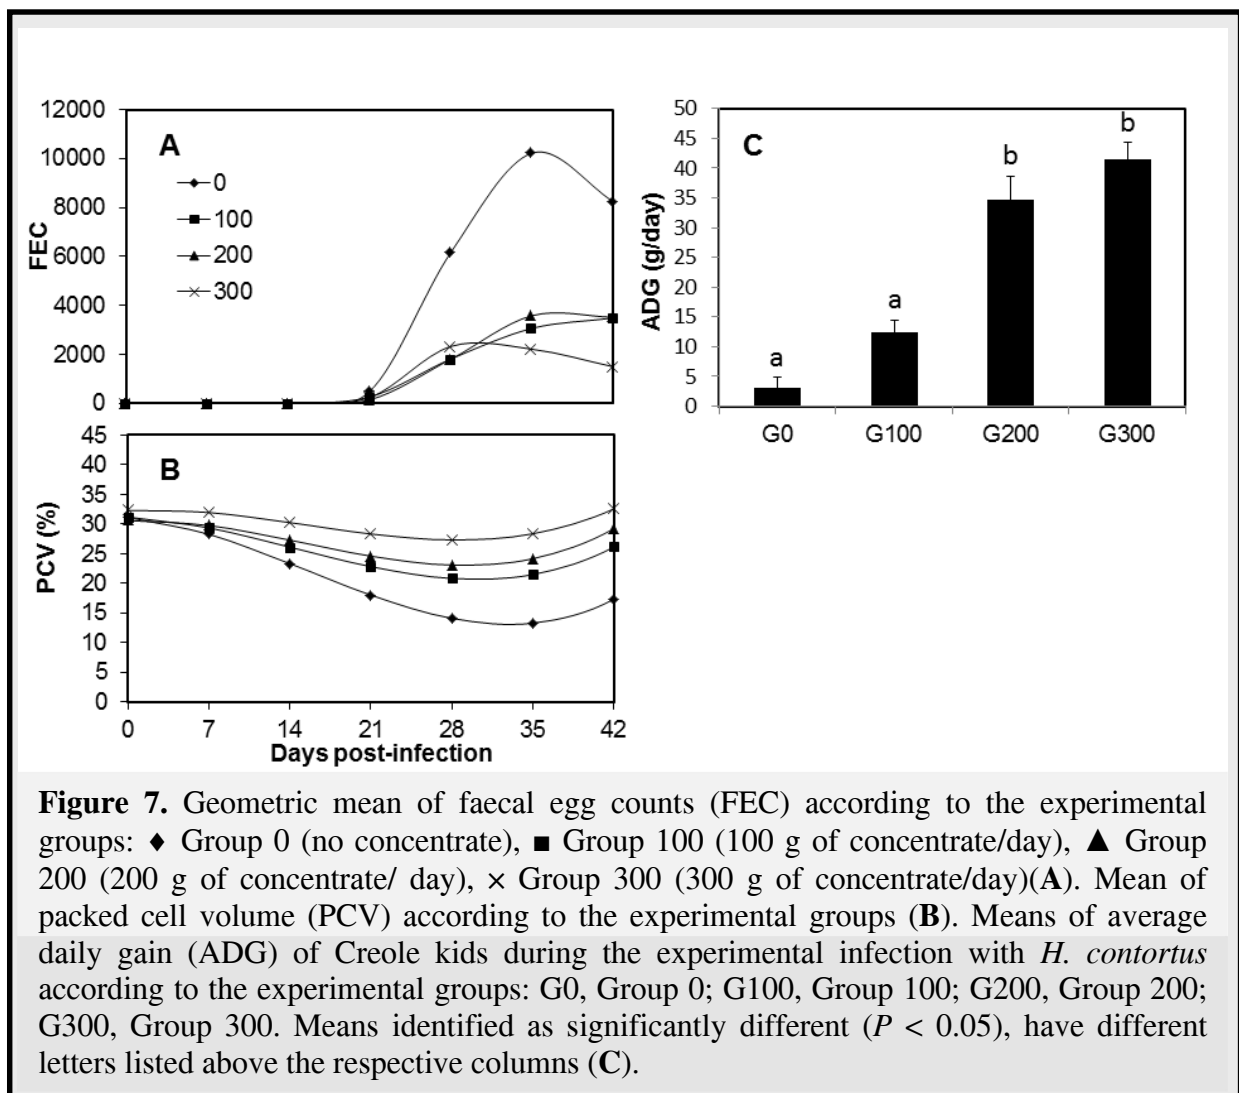 12000
10000
8000
6000
4000
2000
0
FEC
A
0
100
200
300
45
40
35
30
25
20
15
10
5
0
PCV (%)
B
0 7 14 21 28 35 42
Days post-infection
50
45
40
35
30
25
20
15
10
5
0
ADG (g/day)
C
a
a
b
b
G0 G100 G200 G300
Figure 7. Geometric mean of faecal egg counts (FEC) according to the experimental
groups: ♦ Group 0 (no concentrate), ■ Group 100 (100 g of concentrate/day), ▲ Group
200 (200 g of concentrate/ day), × Group 300 (300 g of concentrate/day)(A). Mean of
packed cell volume (PCV) according to the experimental groups (B). Means of average
daily gain (ADG) of Creole kids during the experimental infection with H. contortus
according to the experimental groups: G0, Group 0; G100, Group 100; G200, Group 200;
G300, Group 300. Means identified as significantly different (P < 0.05), have different
letters listed above the respective columns (C).